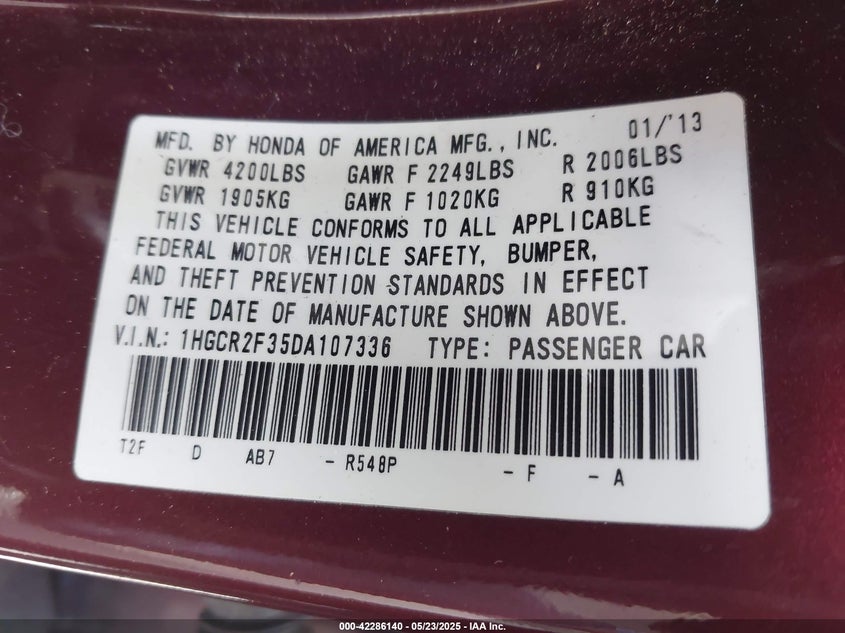 MFD. BY HONDA OF AMERICA MFG., INC. 01/'13
GVWR 4200LBS GAWR F 2249LBS R 2006LBS
GVWR 1905KG GAWR F 1020KG R 910KG
THIS VEHICLE CONFORMS TO ALL APPLICABLE
FEDERAL MOTOR VEHICLE SAFETY, BUMPER,
AND THEFT PREVENTION STANDARDS IN EFFECT
ON THE DATE OF MANUFACTURE SHOWN ABOVE.
V.I.N.: 1HGCR2F35DA107336 TYPE: PASSENGER CAR
T2F D AB7 - R548P - F - A
000-42286140 - 05/23/2025 - IAA Inc.